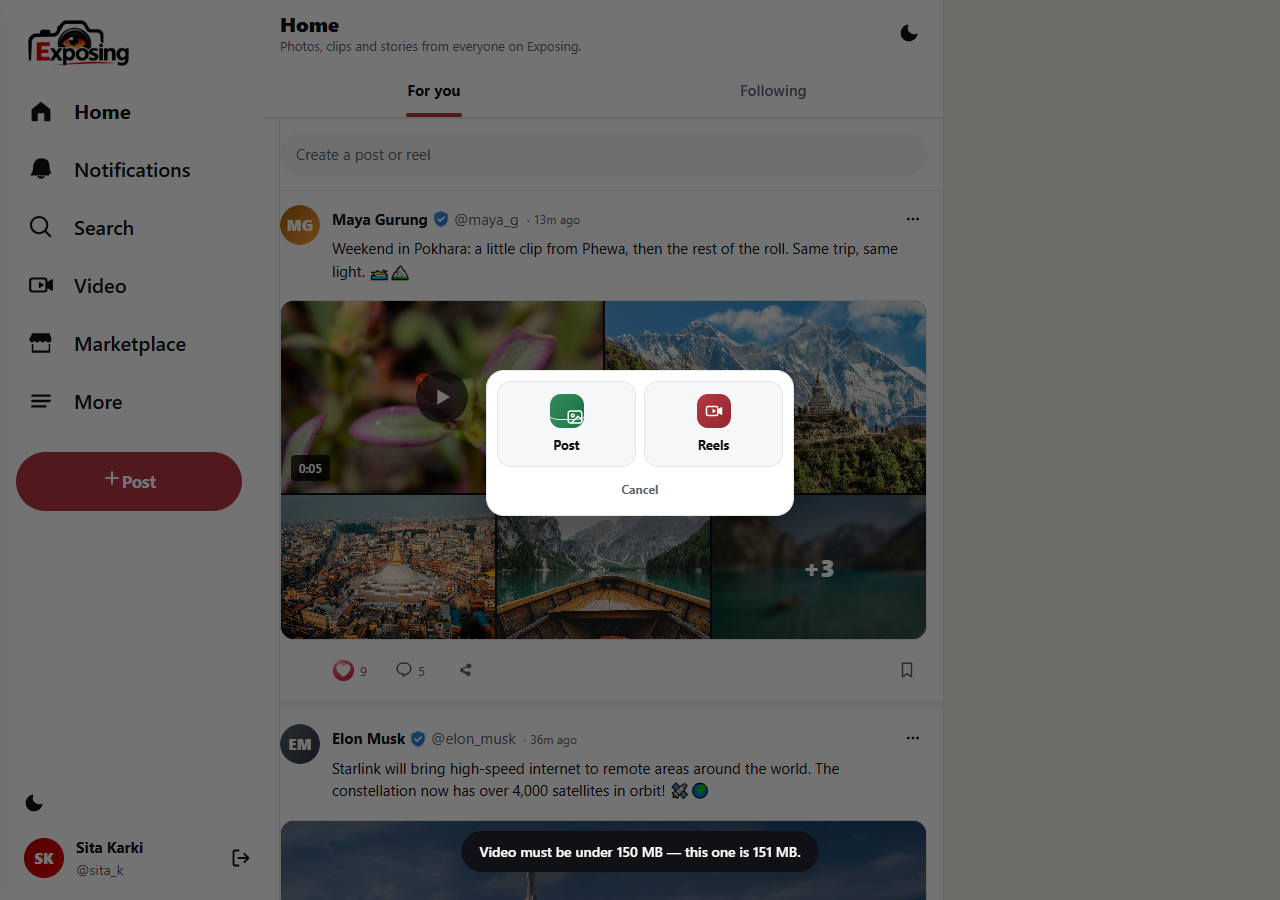 Exposing
Home
Notifications
Search
Video
Marketplace
More
+ Post
SK
Sita Karki
@sita_k
Home
Photos, clips and stories from everyone on Exposing.
For you
Following
Create a post or reel
MG
Maya Gurung @maya_g · 13m ago
Weekend in Pokhara: a little clip from Phewa, then the rest of the roll. Same trip, same
light. 🚤🏔
0:05
+3
Post
Reels
Cancel
9
5
EM
Elon Musk @elon_musk · 36m ago
Starlink will bring high-speed internet to remote areas around the world. The
constellation now has over 4,000 satellites in orbit! 🛰🌍
Video must be under 150 MB — this one is 151 MB.